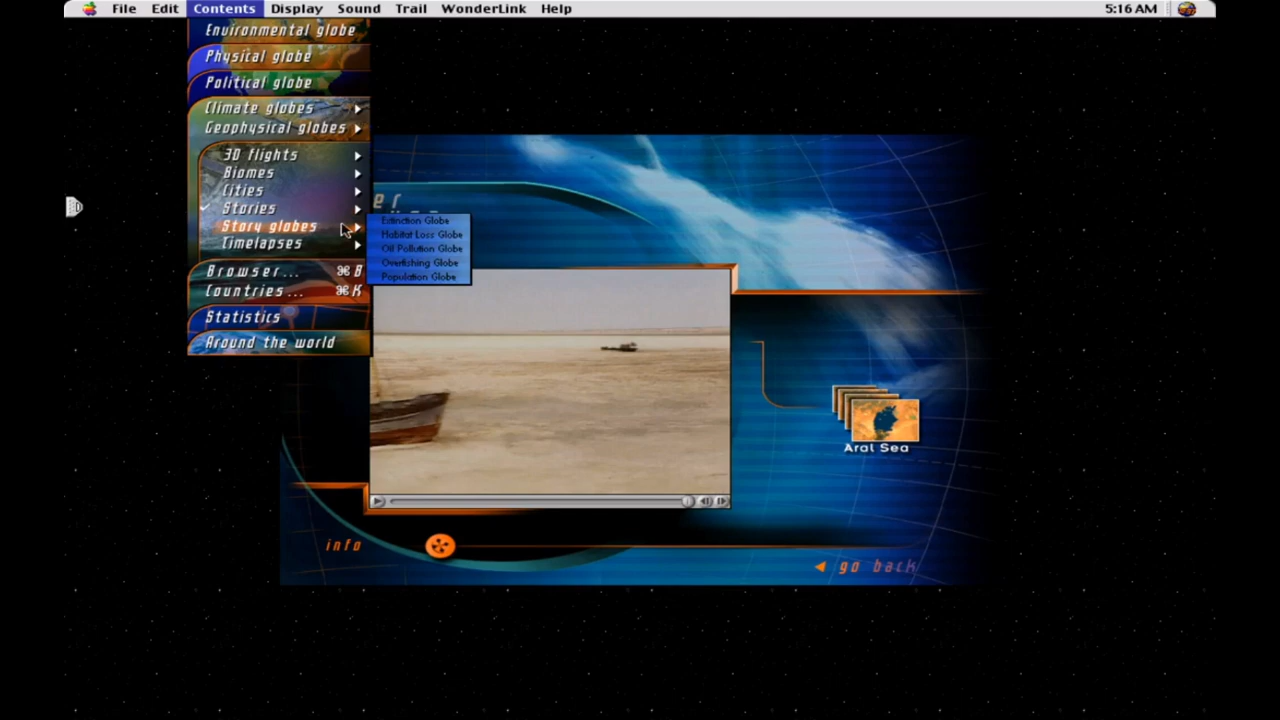 File Edit Contents Display Sound Trail WonderLink Help 5:16 AM
Environmental globe
Physical globe
Political globe
Climate globes
Geophysical globes
3D flights
Biomes
Cities
Stories
Story globes
Timelapses
Extinction Globe
Habitat Loss Globe
Oil Pollution Globe
Overfishing Globe
Population Globe
Browser... ⌘B
Countries... ⌘K
Statistics
Around the world
Aral Sea
info
go back